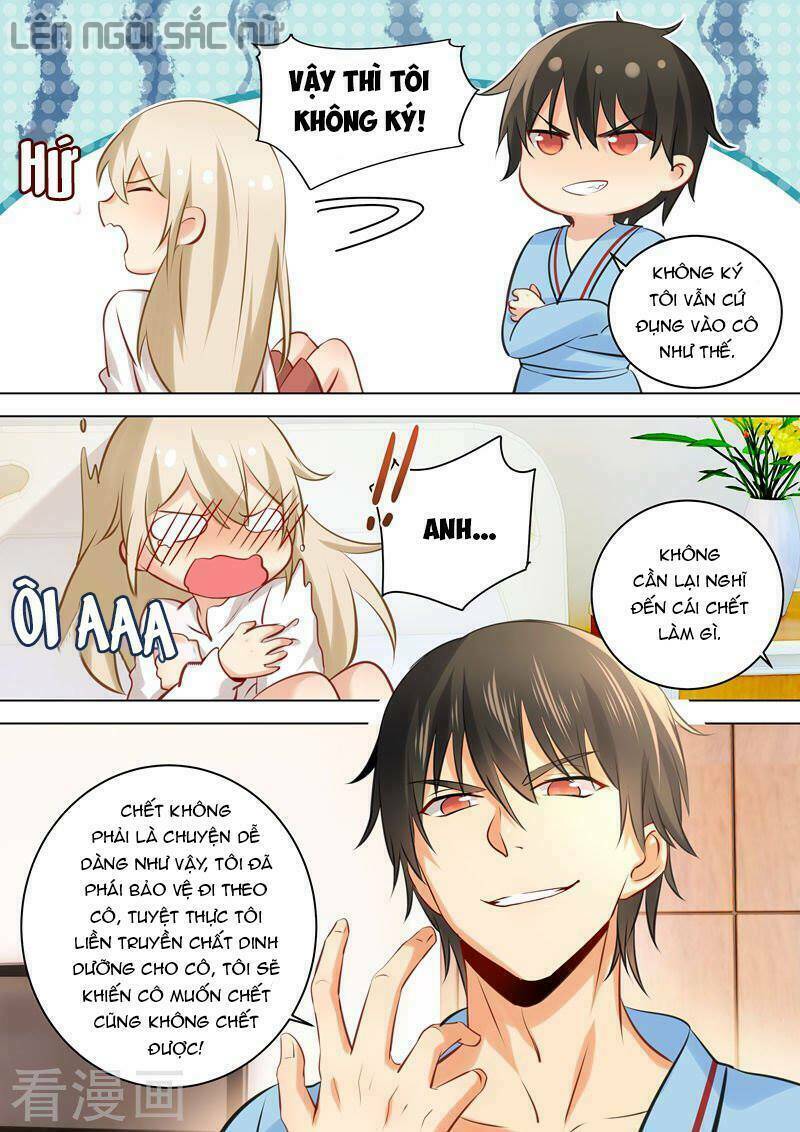 LÊN NGÔI SẮC NỮ
VẬY THÌ TÔI
KHÔNG KÝ!
HỨ
KHÔNG KÝ
TÔI VẪN CỨ
ĐỤNG VÀO CÔ
NHƯ THẾ.
!!
ANH...
ÔI AAA
KHÔNG
CẦN LẠI NGHĨ
ĐẾN CÁI CHẾT
LÀM GÌ.
CHẾT KHÔNG
PHẢI LÀ CHUYỆN DỄ
DÀNG NHƯ VẬY, TÔI ĐÃ
PHÁI BẢO VỆ ĐI THEO
CÔ, TUYỆT THỰC TÔI
LIỀN TRUYỀN CHẤT DINH
DƯỠNG CHO CÔ, TÔI SẼ
KHIẾN CÔ MUỐN CHẾT
CŨNG KHÔNG CHẾT
ĐƯỢC!
看漫画